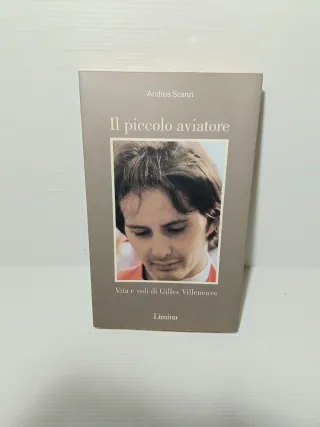 Andrea Scanzi
Il piccolo aviatore
Vita e voli di Gilles Villeneuve
Limina